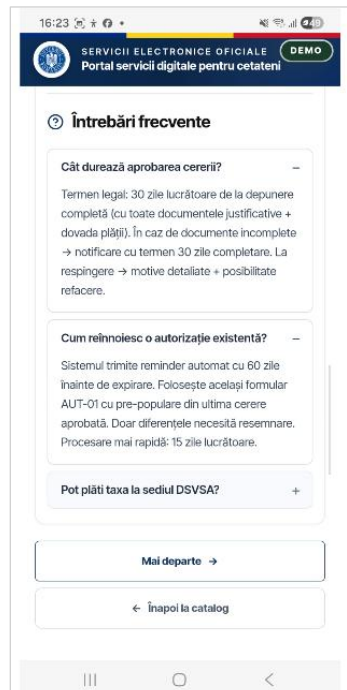 16:23
SERVICII ELECTRONICE OFICIALE
DEMO
Portal servicii digitale pentru cetateni
Întrebări frecvente
Cât durează aprobarea cererii?
Termen legal: 30 zile lucrătoare de la depunere
completă (cu toate documentele justificative +
dovada plății). În caz de documente incomplete
→ notificare cu termen 30 zile completare. La
respingere → motive detaliate + posibilitate
refacere.
Cum reînnoiesc o autorizație existentă?
Sistemul trimite reminder automat cu 60 zile
înainte de expirare. Folosește același formular
AUT-01 cu pre-populare din ultima cerere
aprobată. Doar diferențele necesită resemnare.
Procesare mai rapidă: 15 zile lucrătoare.
Pot plăti taxa la sediul DSVSA?
Mai departe →
← Înapoi la catalog